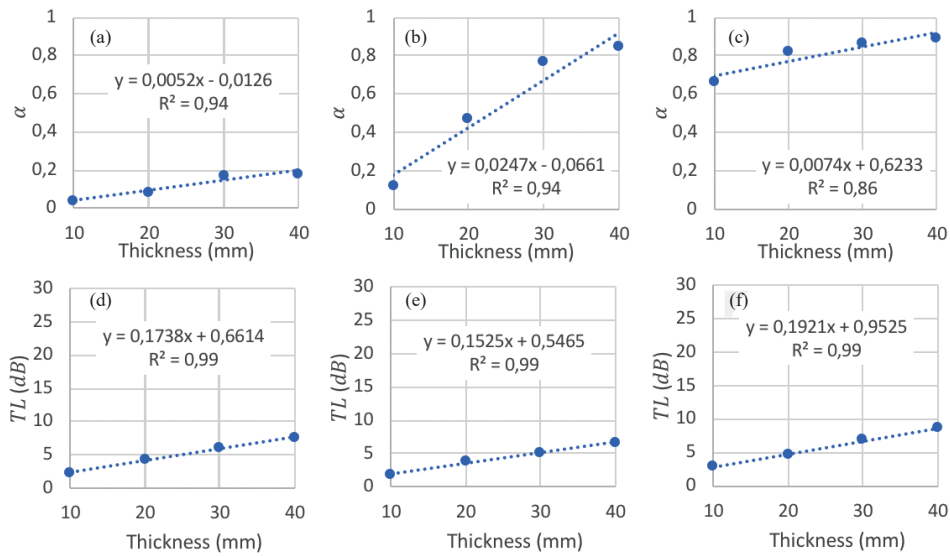 (a)
y = 0,0052x - 0,0126
R² = 0,94
α
1
0,8
0,6
0,4
0,2
0
10 20 30 40
Thickness (mm)
(b)
y = 0,0247x - 0,0661
R² = 0,94
α
1
0,8
0,6
0,4
0,2
0
10 20 30 40
Thickness (mm)
(c)
y = 0,0074x + 0,6233
R² = 0,86
α
1
0,8
0,6
0,4
0,2
0
10 20 30 40
Thickness (mm)
(d)
y = 0,1738x + 0,6614
R² = 0,99
TL (dB)
30
25
20
15
10
5
0
10 20 30 40
Thickness (mm)
(e)
y = 0,1525x + 0,5465
R² = 0,99
TL (dB)
30
25
20
15
10
5
0
10 20 30 40
Thickness (mm)
(f)
y = 0,1921x + 0,9525
R² = 0,99
TL (dB)
30
25
20
15
10
5
0
10 20 30 40
Thickness (mm)